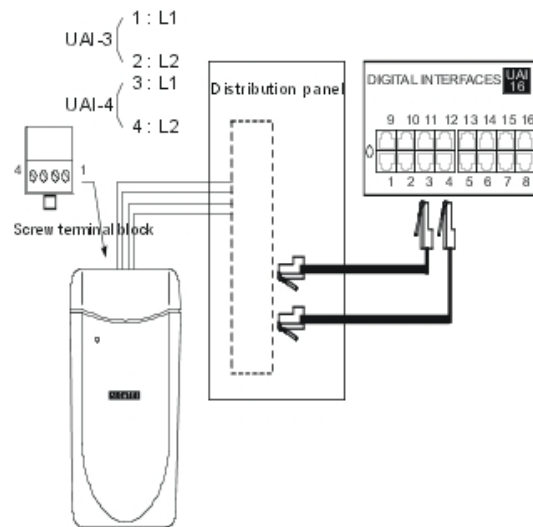 1 : L1
UAI-3
2 : L2
3 : L1
UAI-4
4 : L2
Distribution panel
DIGITAL INTERFACES UAI 16
9 10 11 12 13 14 15 16
1 2 3 4 5 6 7 8
4 1
Screw terminal block